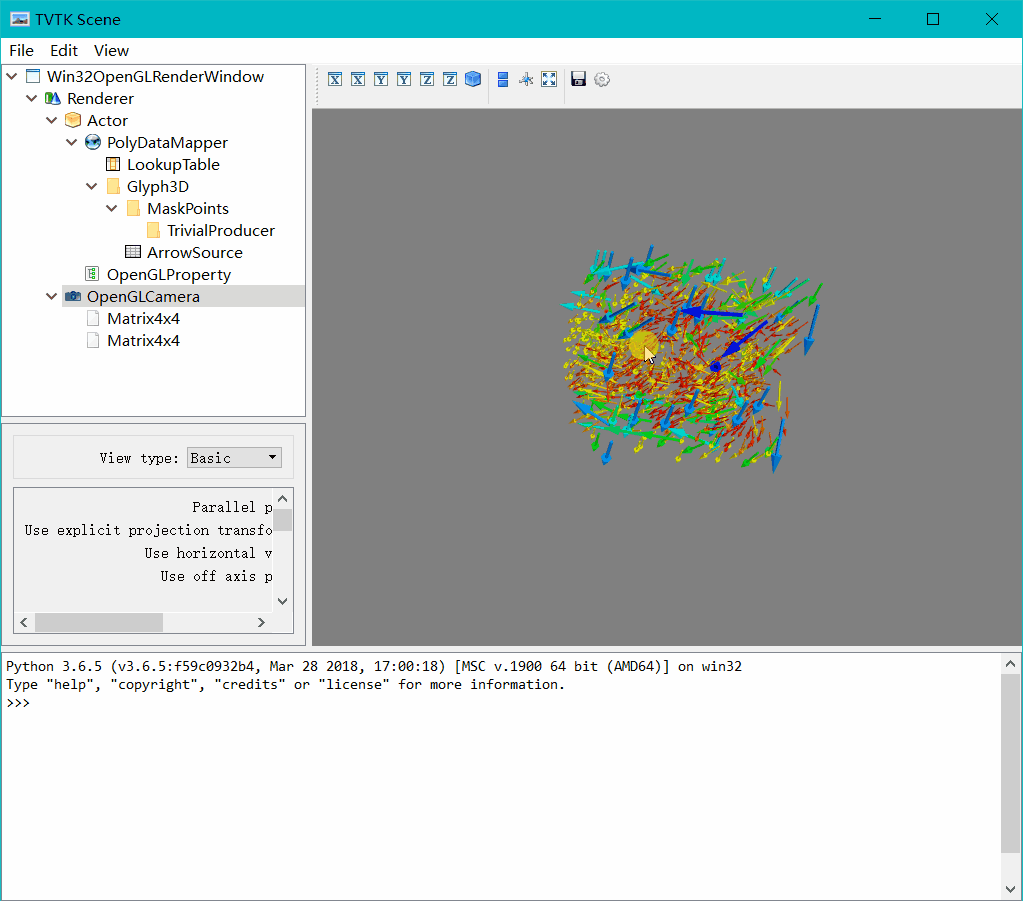 TVTK Scene
File Edit View
Win32OpenGLRenderWindow
Renderer
Actor
PolyDataMapper
LookupTable
Glyph3D
MaskPoints
TrivialProducer
ArrowSource
OpenGLProperty
OpenGLCamera
Matrix4x4
Matrix4x4
X X Y Y Z Z
View type: Basic
Parallel p
Use explicit projection transfo
Use horizontal v
Use off axis p
Python 3.6.5 (v3.6.5:f59c0932b4, Mar 28 2018, 17:00:18) [MSC v.1900 64 bit (AMD64)] on win32
Type "help", "copyright", "credits" or "license" for more information.
>>>